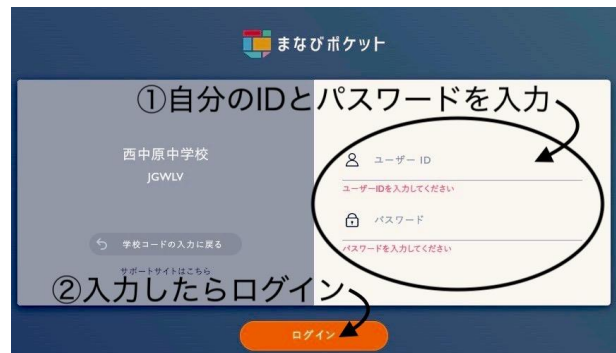 まなびポケット
①自分のIDとパスワードを入力
西中原中学校
JGWLV
ユーザー ID
ユーザーIDを入力してください
パスワード
パスワードを入力してください
学校コードの入力に戻る
サポートサイトはこちら
②入力したらログイン
ログイン